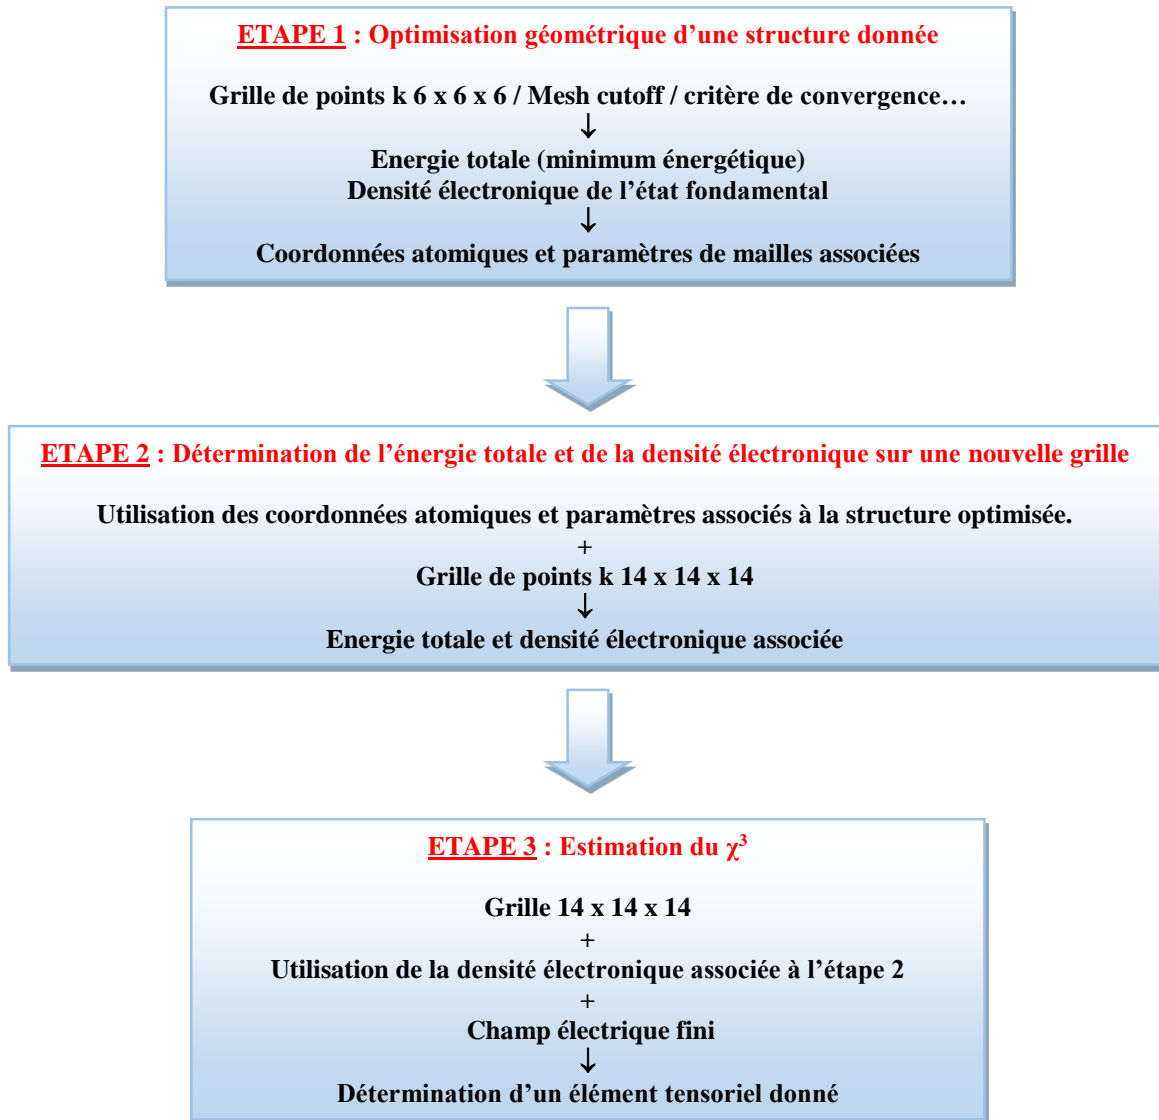 ETAPE 1 : Optimisation géométrique d’une structure donnée
Grille de points k 6 x 6 x 6 / Mesh cutoff / critère de convergence…
↓
Energie totale (minimum énergétique)
Densité électronique de l’état fondamental
↓
Coordonnées atomiques et paramètres de mailles associées
ETAPE 2 : Détermination de l’énergie totale et de la densité électronique sur une nouvelle grille
Utilisation des coordonnées atomiques et paramètres associés à la structure optimisée.
+
Grille de points k 14 x 14 x 14
↓
Energie totale et densité électronique associée
ETAPE 3 : Estimation du χ³
Grille 14 x 14 x 14
+
Utilisation de la densité électronique associée à l’étape 2
+
Champ électrique fini
↓
Détermination d’un élément tensoriel donné